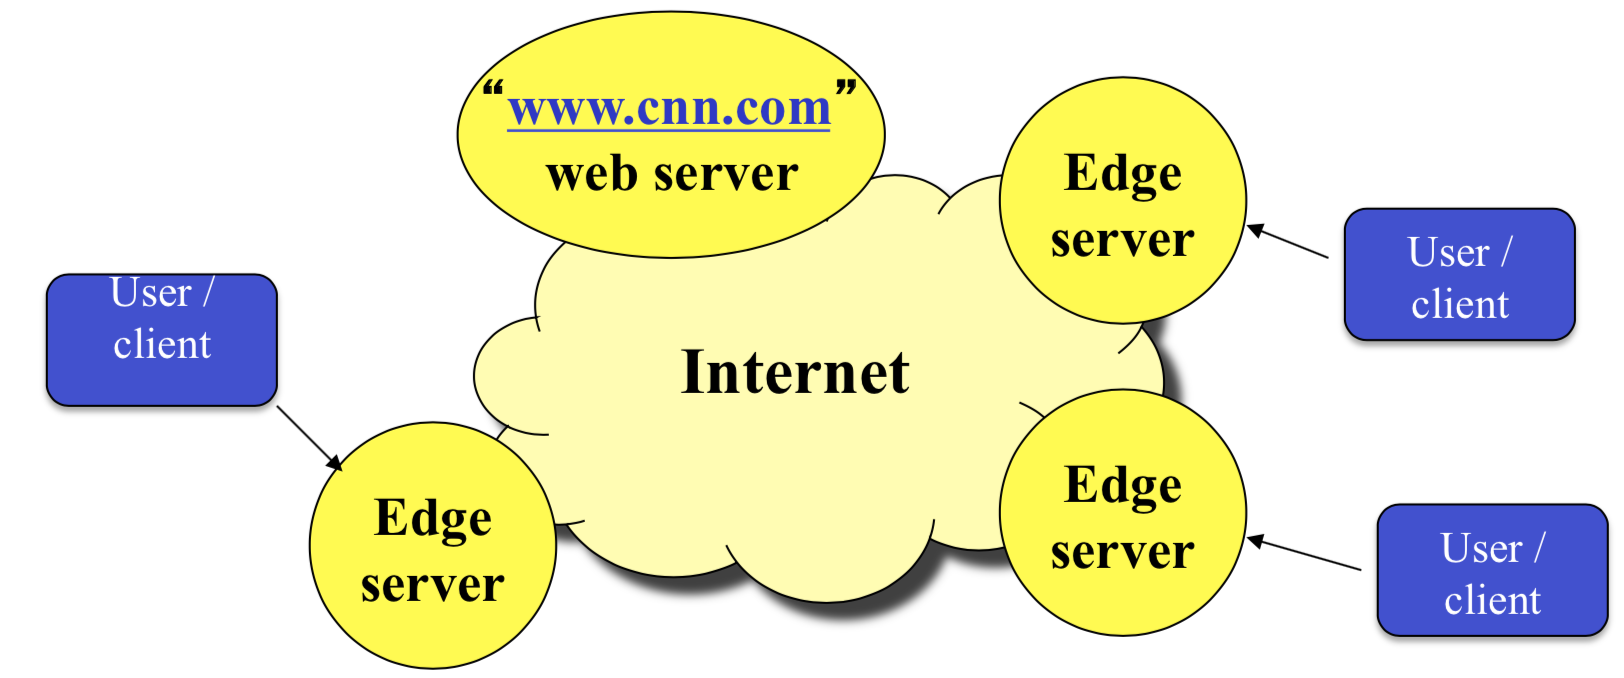 “www.cnn.com”
web server
Edge
server
User /
client
User /
client
Internet
Edge
server
Edge
server
User /
client